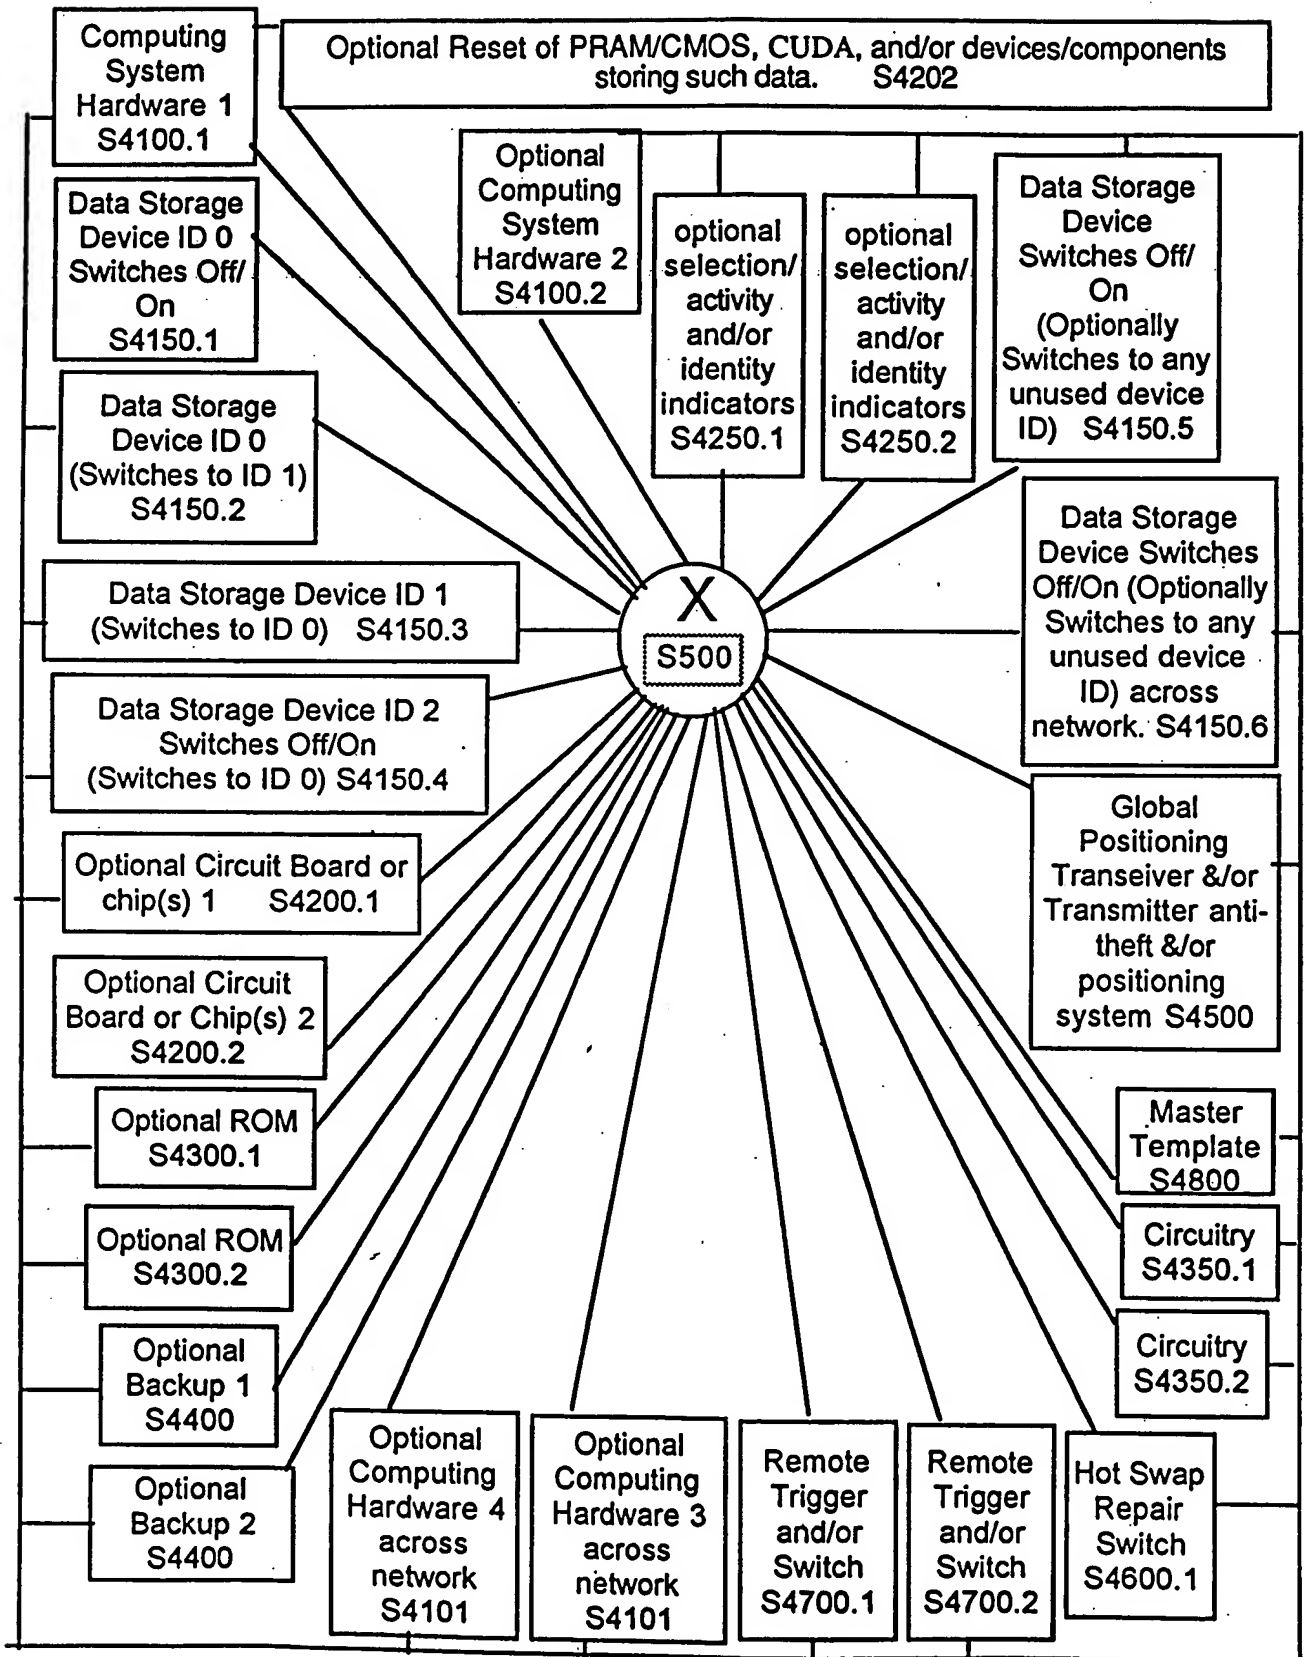 Computing
System
Hardware 1
S4100.1
Optional Reset of PRAM/CMOS, CUDA, and/or devices/components
storing such data. S4202
Data Storage
Device ID 0
Switches Off/
On
S4150.1
Optional
Computing
System
Hardware 2
S4100.2
optional
selection/
activity
and/or
identity
indicators
S4250.1
optional
selection/
activity
and/or
identity
indicators
S4250.2
Data Storage
Device
Switches Off/
On
(Optionally
Switches to any
unused device
ID) S4150.5
Data Storage
Device ID 0
(Switches to ID 1)
S4150.2
Data Storage
Device Switches
Off/On (Optionally
Switches to any
unused device
ID) across
network. S4150.6
Data Storage Device ID 1
(Switches to ID 0) S4150.3
X
S500
Data Storage Device ID 2
Switches Off/On
(Switches to ID 0) S4150.4
Global
Positioning
Transeiver &/or
Transmitter anti-
theft &/or
positioning
system S4500
Optional Circuit Board or
chip(s) 1 S4200.1
Optional Circuit
Board or Chip(s) 2
S4200.2
Optional ROM
S4300.1
Master
Template
S4800
Optional ROM
S4300.2
Circuitry
S4350.1
Optional
Backup 1
S4400
Circuitry
S4350.2
Optional
Backup 2
S4400
Optional
Computing
Hardware 4
across
network
S4101
Optional
Computing
Hardware 3
across
network
S4101
Remote
Trigger
and/or
Switch
S4700.1
Remote
Trigger
and/or
Switch
S4700.2
Hot Swap
Repair
Switch
S4600.1